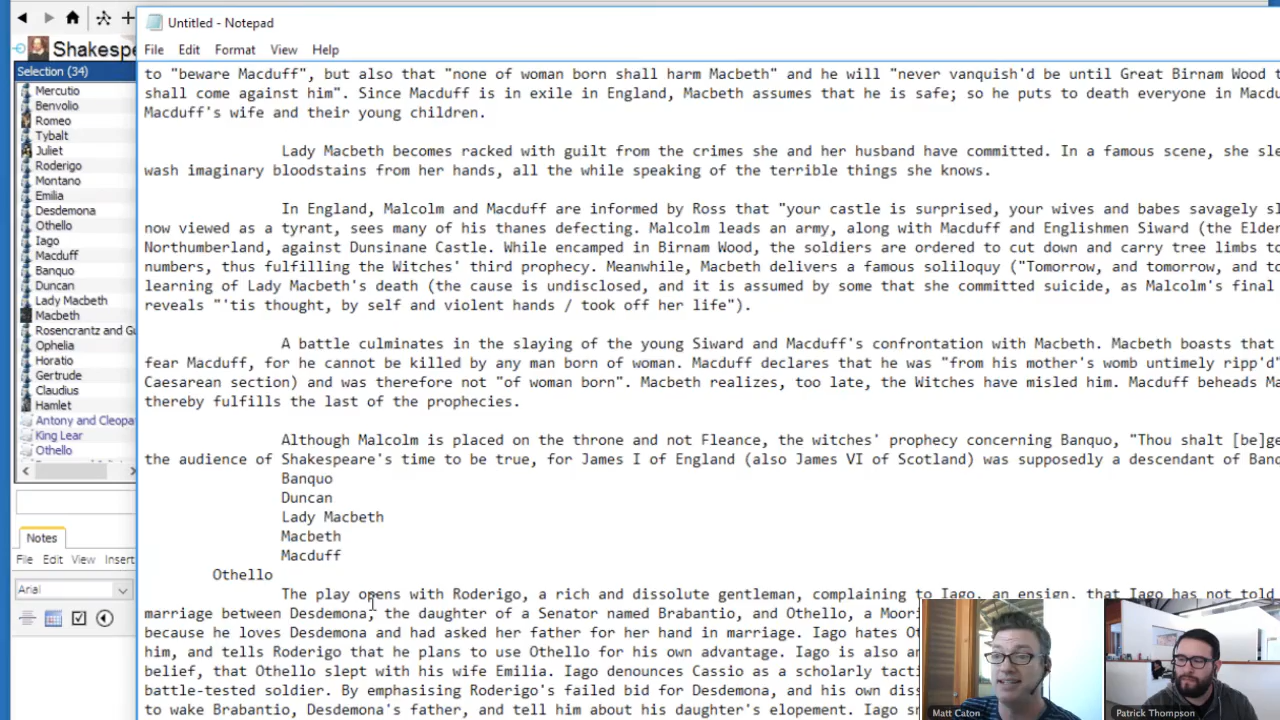 Untitled - Notepad
Shakespe
File Edit Format View Help
Selection (34)
Mercutio
Benvolio
Romeo
Tybalt
Juliet
Roderigo
Montano
Emilia
Desdemona
Othello
Iago
Macduff
Banquo
Duncan
Lady Macbeth
Macbeth
Rosencrantz and Gu
Ophelia
Horatio
Gertrude
Claudius
Hamlet
Antony and Cleopa
King Lear
Othello
Notes
File Edit View Insert
Arial
to "beware Macduff", but also that "none of woman born shall harm Macbeth" and he will "never vanquish'd be until Great Birnam Wood t
shall come against him". Since Macduff is in exile in England, Macbeth assumes that he is safe; so he puts to death everyone in Macdu
Macduff's wife and their young children.
Lady Macbeth becomes racked with guilt from the crimes she and her husband have committed. In a famous scene, she sle
wash imaginary bloodstains from her hands, all the while speaking of the terrible things she knows.
In England, Malcolm and Macduff are informed by Ross that "your castle is surprised, your wives and babes savagely sl
now viewed as a tyrant, sees many of his thanes defecting. Malcolm leads an army, along with Macduff and Englishmen Siward (the Elder
Northumberland, against Dunsinane Castle. While encamped in Birnam Wood, the soldiers are ordered to cut down and carry tree limbs to
numbers, thus fulfilling the Witches' third prophecy. Meanwhile, Macbeth delivers a famous soliloquy ("Tomorrow, and tomorrow, and to
learning of Lady Macbeth's death (the cause is undisclosed, and it is assumed by some that she committed suicide, as Malcolm's final
reveals "'tis thought, by self and violent hands / took off her life").
A battle culminates in the slaying of the young Siward and Macduff's confrontation with Macbeth. Macbeth boasts that
fear Macduff, for he cannot be killed by any man born of woman. Macduff declares that he was "from his mother's womb untimely ripp'd"
Caesarean section) and was therefore not "of woman born". Macbeth realizes, too late, the Witches have misled him. Macduff beheads Ma
thereby fulfills the last of the prophecies.
Although Malcolm is placed on the throne and not Fleance, the witches' prophecy concerning Banquo, "Thou shalt [be]ge
the audience of Shakespeare's time to be true, for James I of England (also James VI of Scotland) was supposedly a descendant of Banq
Banquo
Duncan
Lady Macbeth
Macbeth
Macduff
Othello
The play opens with Roderigo, a rich and dissolute gentleman, complaining to Iago, an ensign, that Iago has not told
marriage between Desdemona, the daughter of a Senator named Brabantio, and Othello, a Moori
because he loves Desdemona and had asked her father for her hand in marriage. Iago hates Ot
him, and tells Roderigo that he plans to use Othello for his own advantage. Iago is also an
belief, that Othello slept with his wife Emilia. Iago denounces Cassio as a scholarly tacti
battle-tested soldier. By emphasising Roderigo's failed bid for Desdemona, and his own diss
to wake Brabantio, Desdemona's father, and tell him about his daughter's elopement. Iago sn
Matt Caton
Patrick Thompson